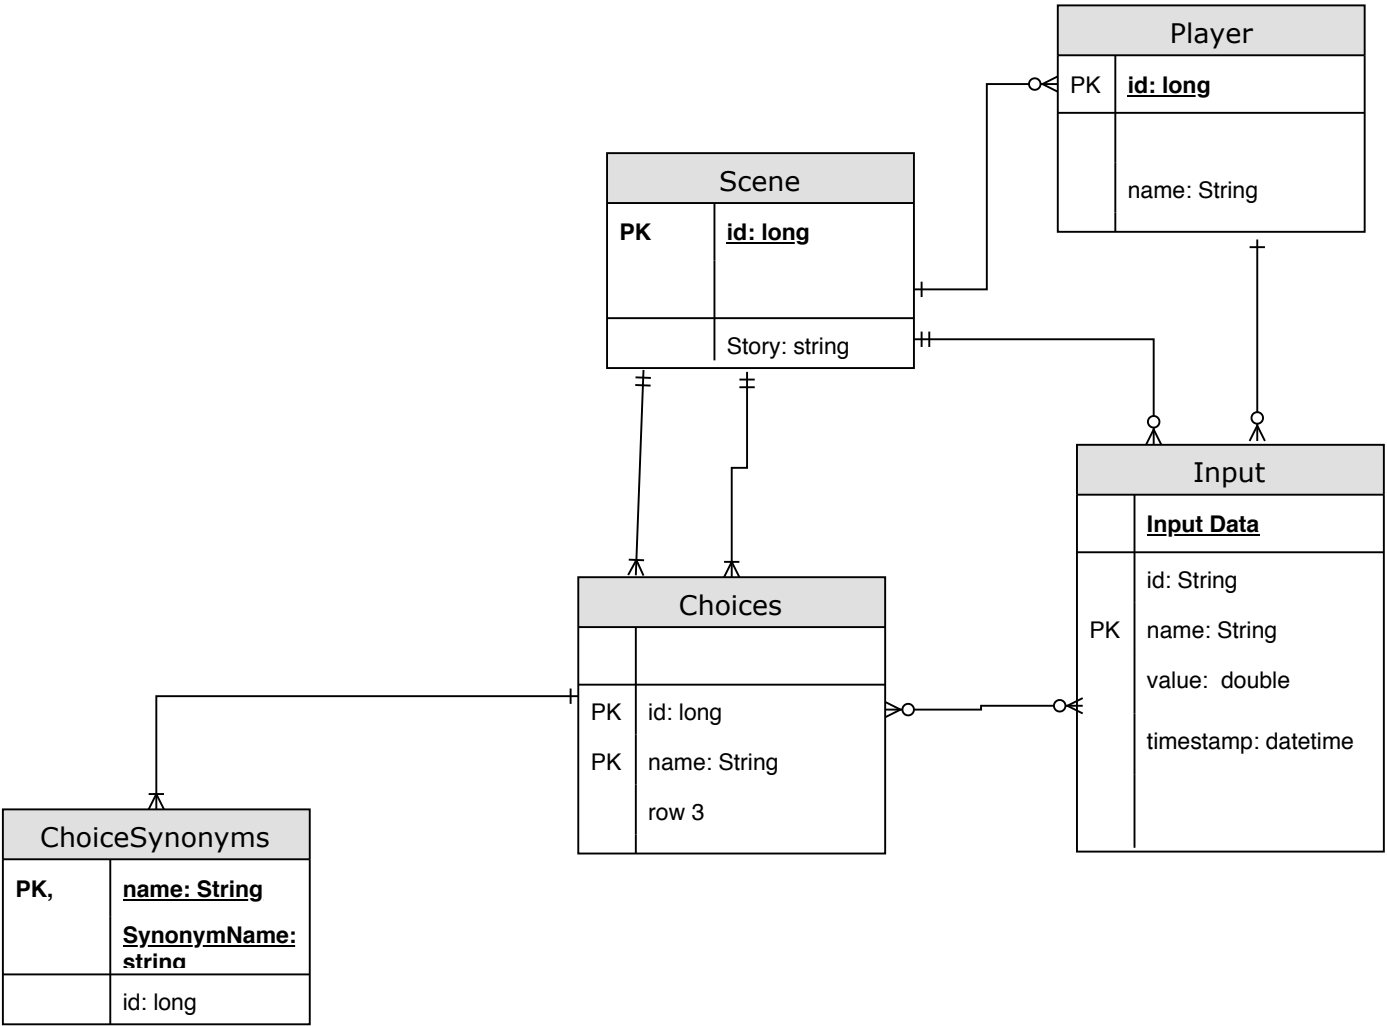 Player
PK id: long
name: String
Scene
PK id: long
Story: string
Input
Input Data
id: String
PK name: String
value: double
timestamp: datetime
Choices
PK id: long
PK name: String
row 3
ChoiceSynonyms
PK, name: String
SynonymName:
string
id: long